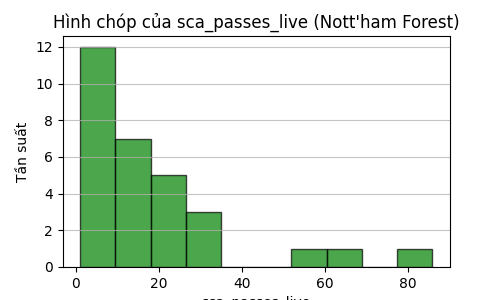 Hình chóp của sca_passes_live (Nott'ham Forest)
12
10
8
6
4
2
0
Tần suất
0 20 40 60 80
sca_passes_live